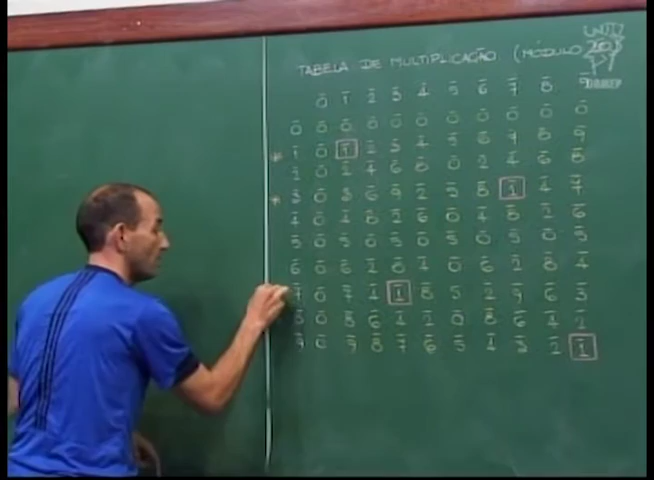 TABELA DE MULTIPLICAÇÃO (MÓDULO
0̄ 1̄ 2̄ 3̄ 4̄ 5̄ 6̄ 7̄ 8̄ 9̄
0̄ 0̄ 0̄ 0̄ 0̄ 0̄ 0̄ 0̄ 0̄ 0̄ 0̄
* 1̄ 0̄ 1̄ 2̄ 3̄ 4̄ 5̄ 6̄ 7̄ 8̄ 9̄
2̄ 0̄ 2̄ 4̄ 6̄ 8̄ 0̄ 2̄ 4̄ 6̄ 8̄
* 3̄ 0̄ 3̄ 6̄ 9̄ 2̄ 5̄ 8̄ 1̄ 4̄ 7̄
4̄ 0̄ 4̄ 8̄ 2̄ 6̄ 0̄ 4̄ 8̄ 2̄ 6̄
5̄ 0̄ 5̄ 0̄ 5̄ 0̄ 5̄ 0̄ 5̄ 0̄ 5̄
6̄ 0̄ 6̄ 2̄ 8̄ 4̄ 0̄ 6̄ 2̄ 8̄ 4̄
7̄ 0̄ 7̄ 4̄ 1̄ 8̄ 5̄ 2̄ 9̄ 6̄ 3̄
8̄ 0̄ 8̄ 6̄ 4̄ 2̄ 0̄ 8̄ 6̄ 4̄ 2̄
9̄ 0̄ 9̄ 8̄ 7̄ 6̄ 5̄ 4̄ 3̄ 2̄ 1̄